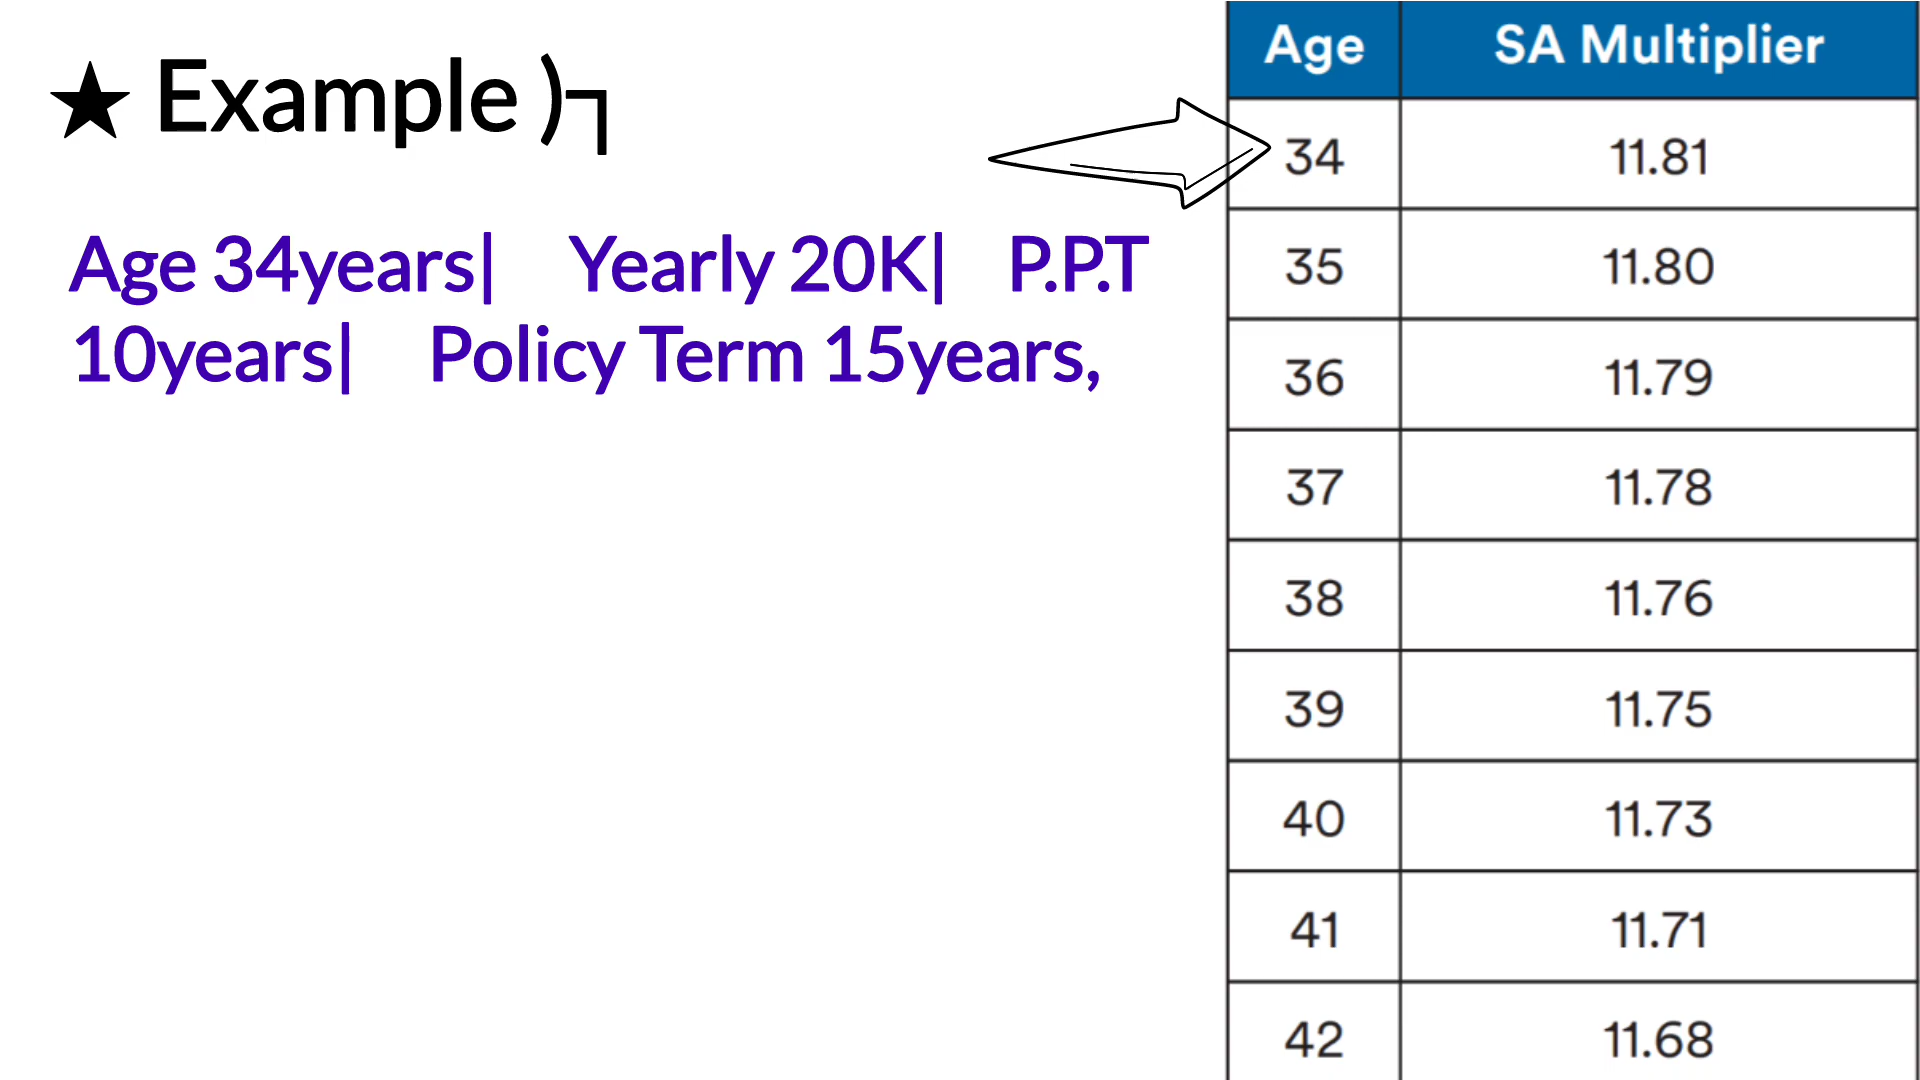 ★ Example )┐
Age 34years| Yearly 20K| P.P.T
10years| Policy Term 15years,
Age SA Multiplier
34 11.81
35 11.80
36 11.79
37 11.78
38 11.76
39 11.75
40 11.73
41 11.71
42 11.68